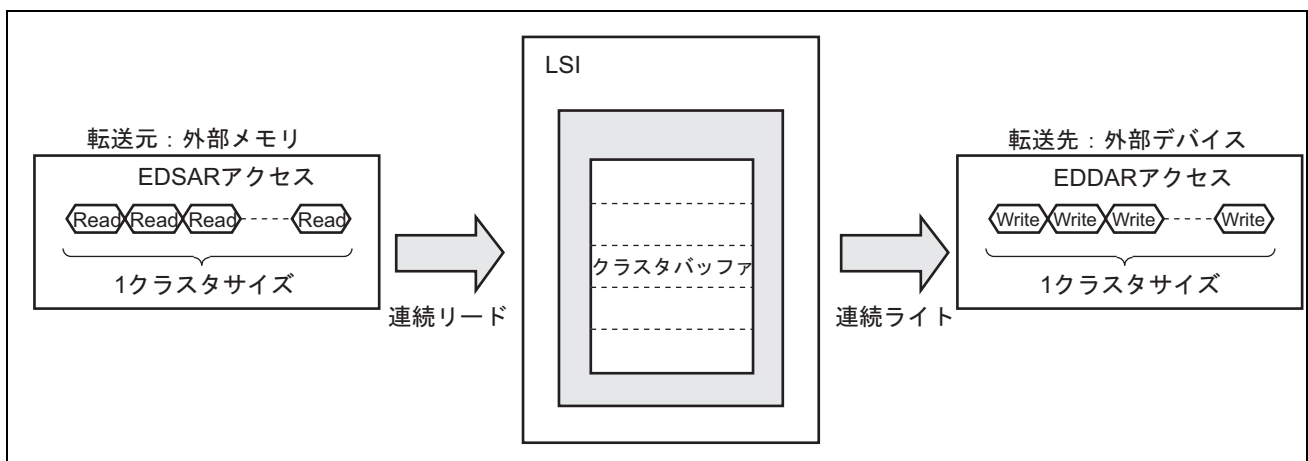 LSI
転送元：外部メモリ
EDSARアクセス
Read Read Read Read
1クラスタサイズ
連続リード
クラスタバッファ
連続ライト
転送先：外部デバイス
EDDARアクセス
Write Write Write Write
1クラスタサイズ